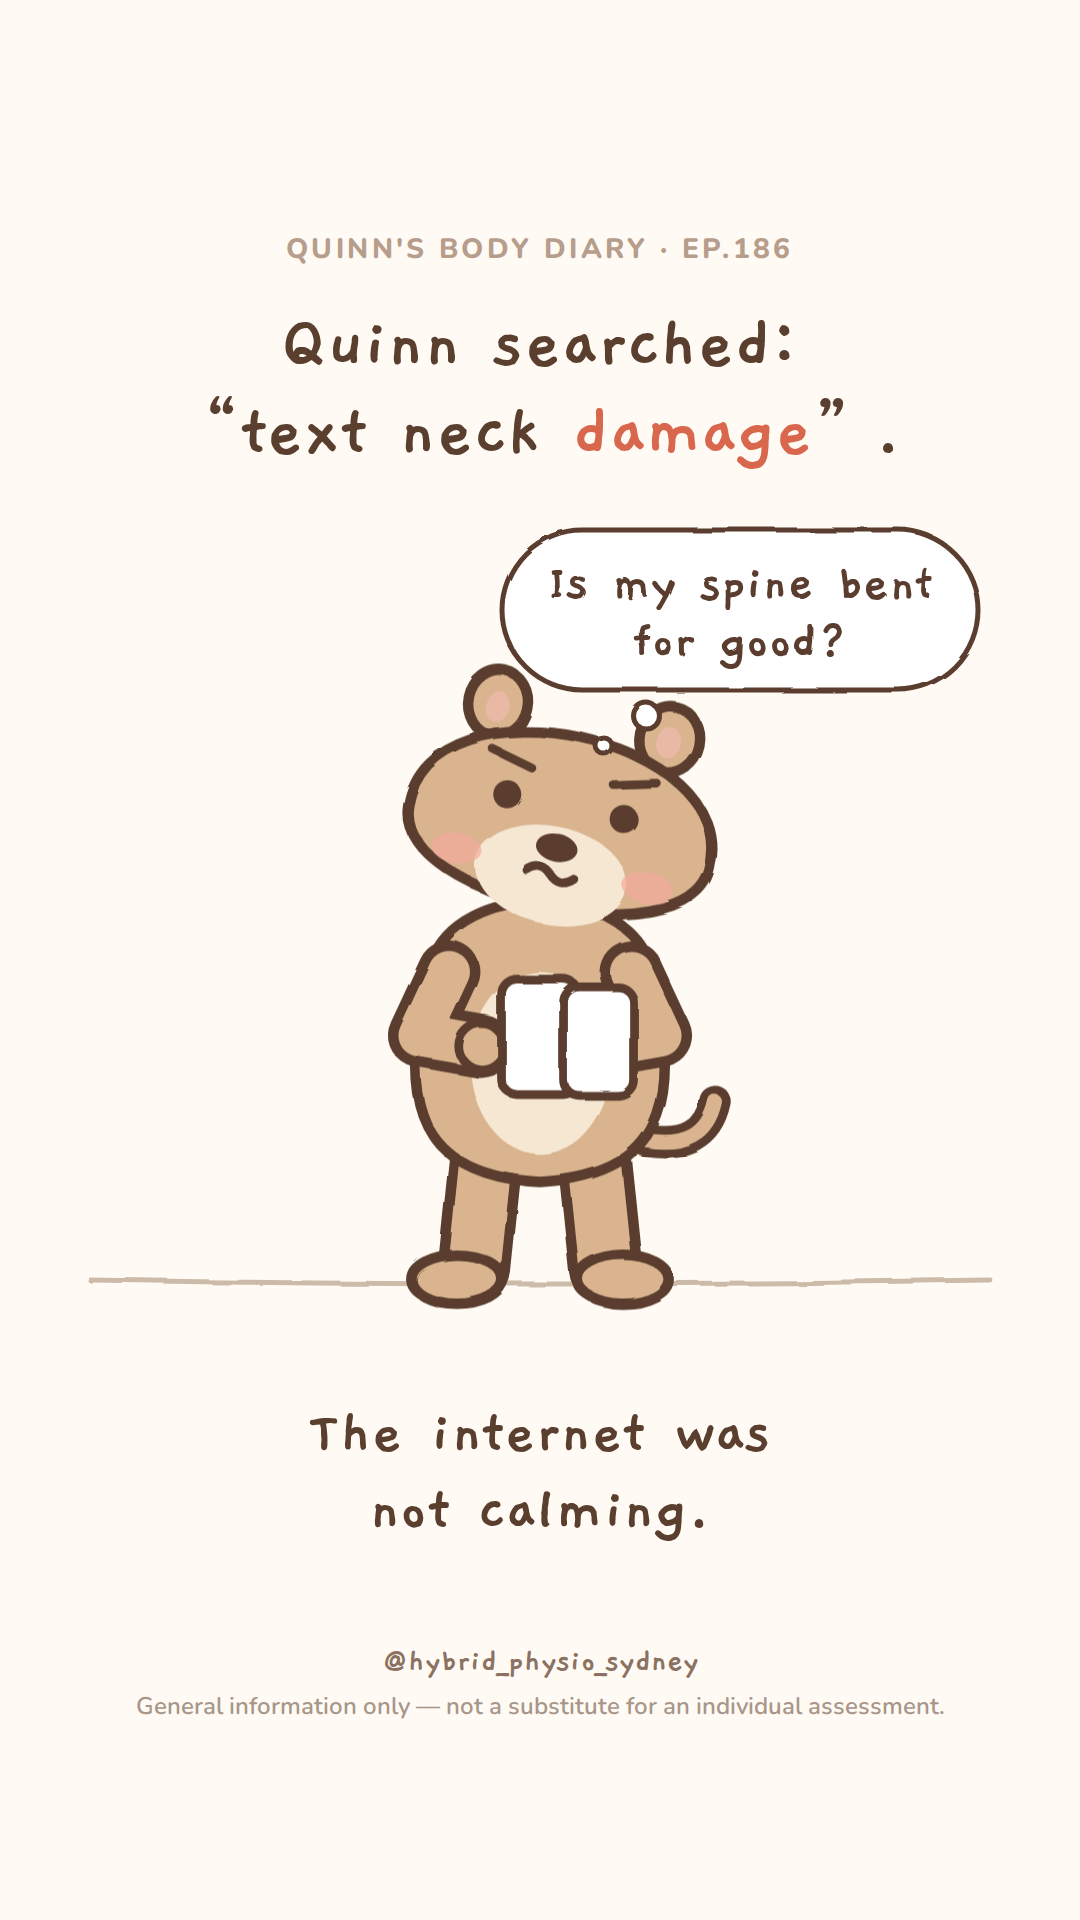 QUINN'S BODY DIARY · EP.186
Quinn searched:
“text neck damage” .
Is my spine bent
for good?
The internet was
not calming.
@hybrid_physio_sydney
General information only — not a substitute for an individual assessment.